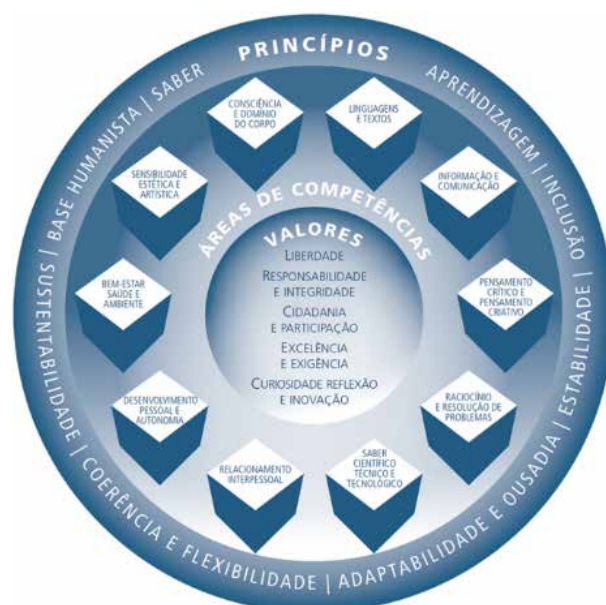 PRINCÍPIOS
APRENDIZAGEM | INCLUSÃO | ESTABILIDADE | ADAPTABILIDADE E OUSADIA | COERÊNCIA E FLEXIBILIDADE | SUSTENTABILIDADE | BASE HUMANISTA | SABER
ÁREAS DE COMPETÊNCIAS
LINGUAGENS
E TEXTOS
INFORMAÇÃO E
COMUNICAÇÃO
PENSAMENTO
CRÍTICO E
PENSAMENTO
CRIATIVO
RACIOCÍNIO
E RESOLUÇÃO DE
PROBLEMAS
SABER
CIENTÍFICO
TÉCNICO E
TECNOLÓGICO
RELACIONAMENTO
INTERPESSOAL
DESENVOLVIMENTO
PESSOAL E
AUTONOMIA
BEM-ESTAR
SAÚDE E
AMBIENTE
SENSIBILIDADE
ESTÉTICA E
ARTÍSTICA
CONSCIÊNCIA
E DOMÍNIO
DO CORPO
VALORES
LIBERDADE
RESPONSABILIDADE
E INTEGRIDADE
CIDADANIA
E PARTICIPAÇÃO
EXCELÊNCIA
E EXIGÊNCIA
CURIOSIDADE REFLEXÃO
E INOVAÇÃO